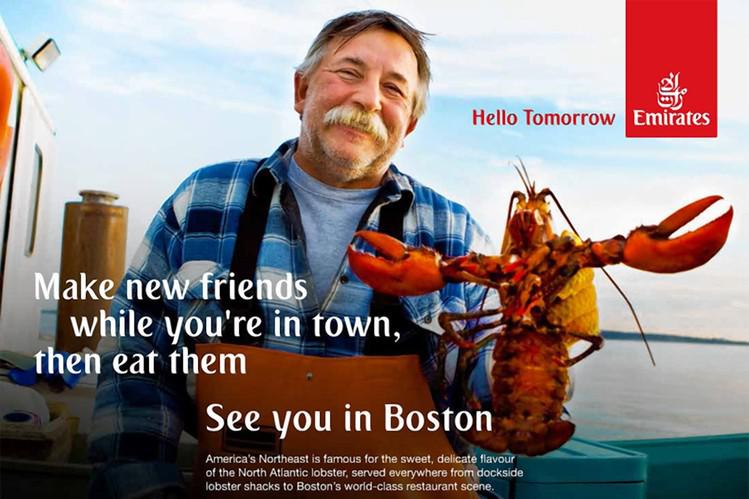 Hello Tomorrow
امارات
Emirates
Make new friends
while you're in town,
then eat them
See you in Boston
America's Northeast is famous for the sweet, delicate flavour
of the North Atlantic lobster, served everywhere from dockside
lobster shacks to Boston's world-class restaurant scene.